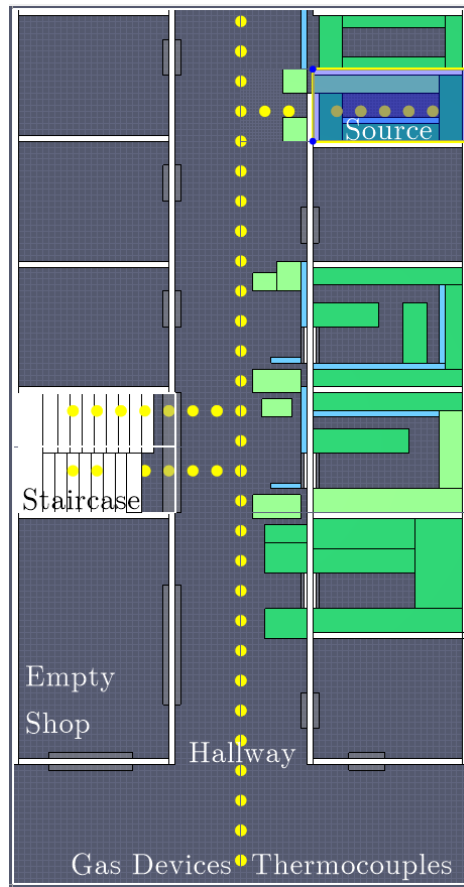 Source
Staircase
Empty
Shop
Hallway
Gas Devices Thermocouples